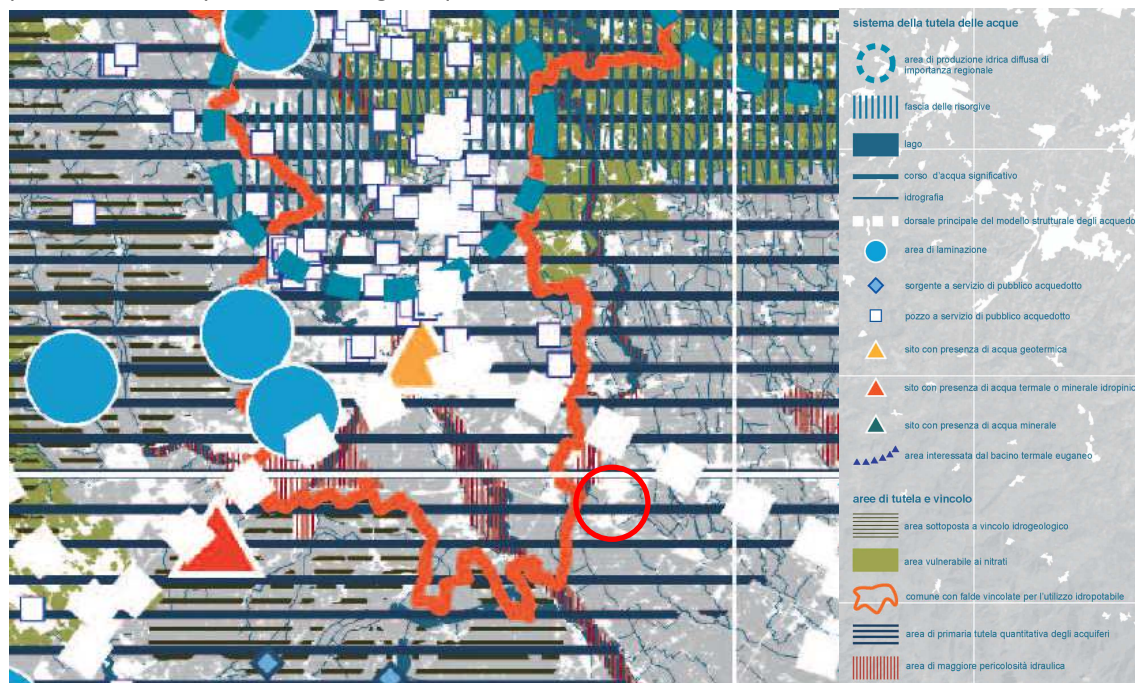 sistema della tutela delle acque
area di produzione idrica diffusa di
importanza regionale
fascia delle risorgive
lago
corso d'acqua significativo
idrografia
dorsale principale del modello strutturale degli acquedo
area di laminazione
sorgente a servizio di pubblico acquedotto
pozzo a servizio di pubblico acquedotto
sito con presenza di acqua geotermica
sito con presenza di acqua termale o minerale idropinic
sito con presenza di acqua minerale
area interessata dal bacino termale euganeo
aree di tutela e vincolo
area sottoposta a vincolo idrogeologico
area vulnerabile ai nitrati
comune con falde vincolate per l'utilizzo idropotabile
area di primaria tutela quantitativa degli acquiferi
area di maggiore pericolosità idraulica